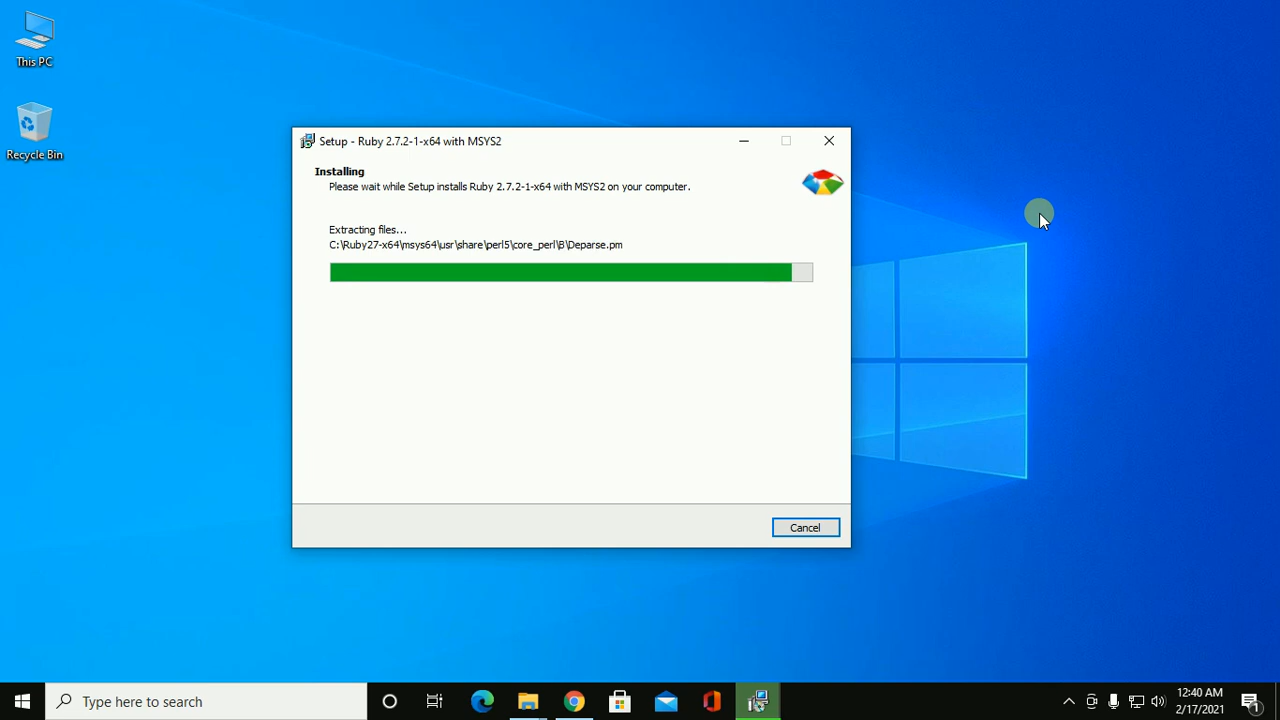 This PC
Recycle Bin
Setup - Ruby 2.7.2-1-x64 with MSYS2
Installing
Please wait while Setup installs Ruby 2.7.2-1-x64 with MSYS2 on your computer.
Extracting files...
C:\Ruby27-x64\msys64\usr\share\perl5\core_perl\B\Deparse.pm
Cancel
Type here to search
12:40 AM
2/17/2021
1